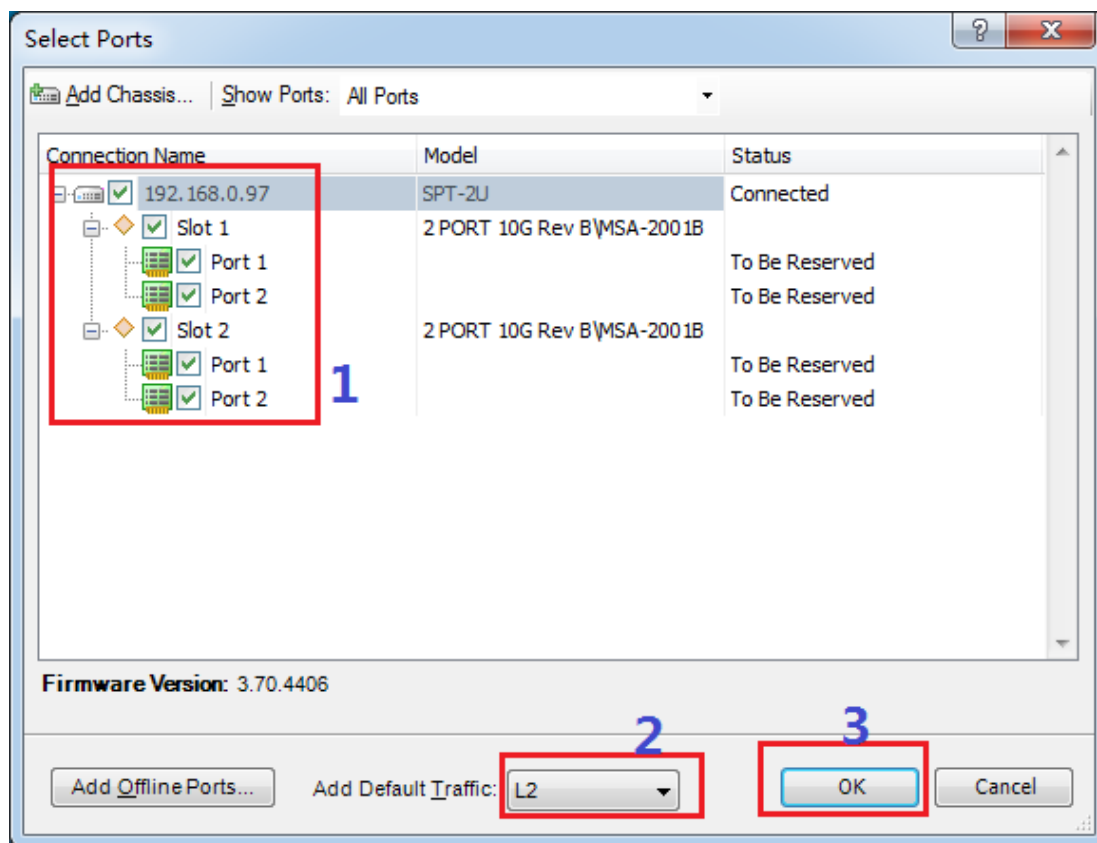 Select Ports
Add Chassis... Show Ports: All Ports
Connection Name Model Status
192.168.0.97 SPT-2U Connected
Slot 1 2 PORT 10G Rev B\MSA-2001B
Port 1 To Be Reserved
Port 2 To Be Reserved
Slot 2 2 PORT 10G Rev B\MSA-2001B
Port 1 To Be Reserved
Port 2 To Be Reserved
1
Firmware Version: 3.70.4406
2 3
Add Offline Ports... Add Default Traffic: L2 OK Cancel